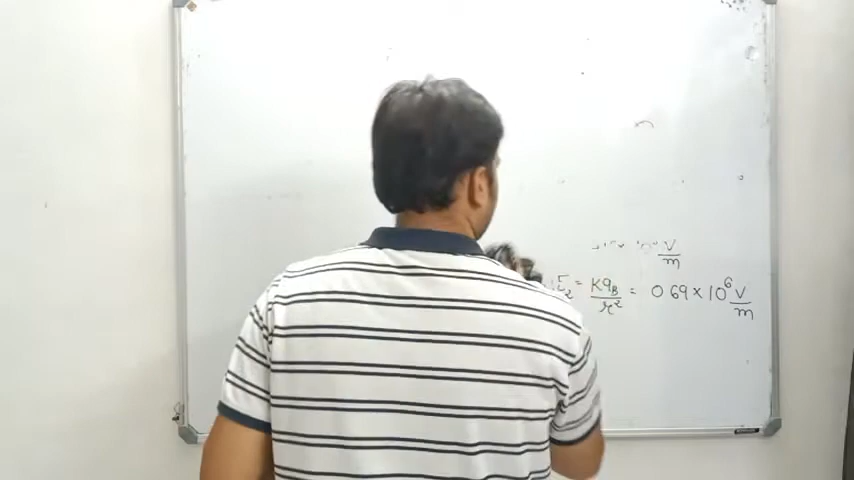 V/m
E₂ = Kq_B/r² = 0.69 × 10⁶ V/m